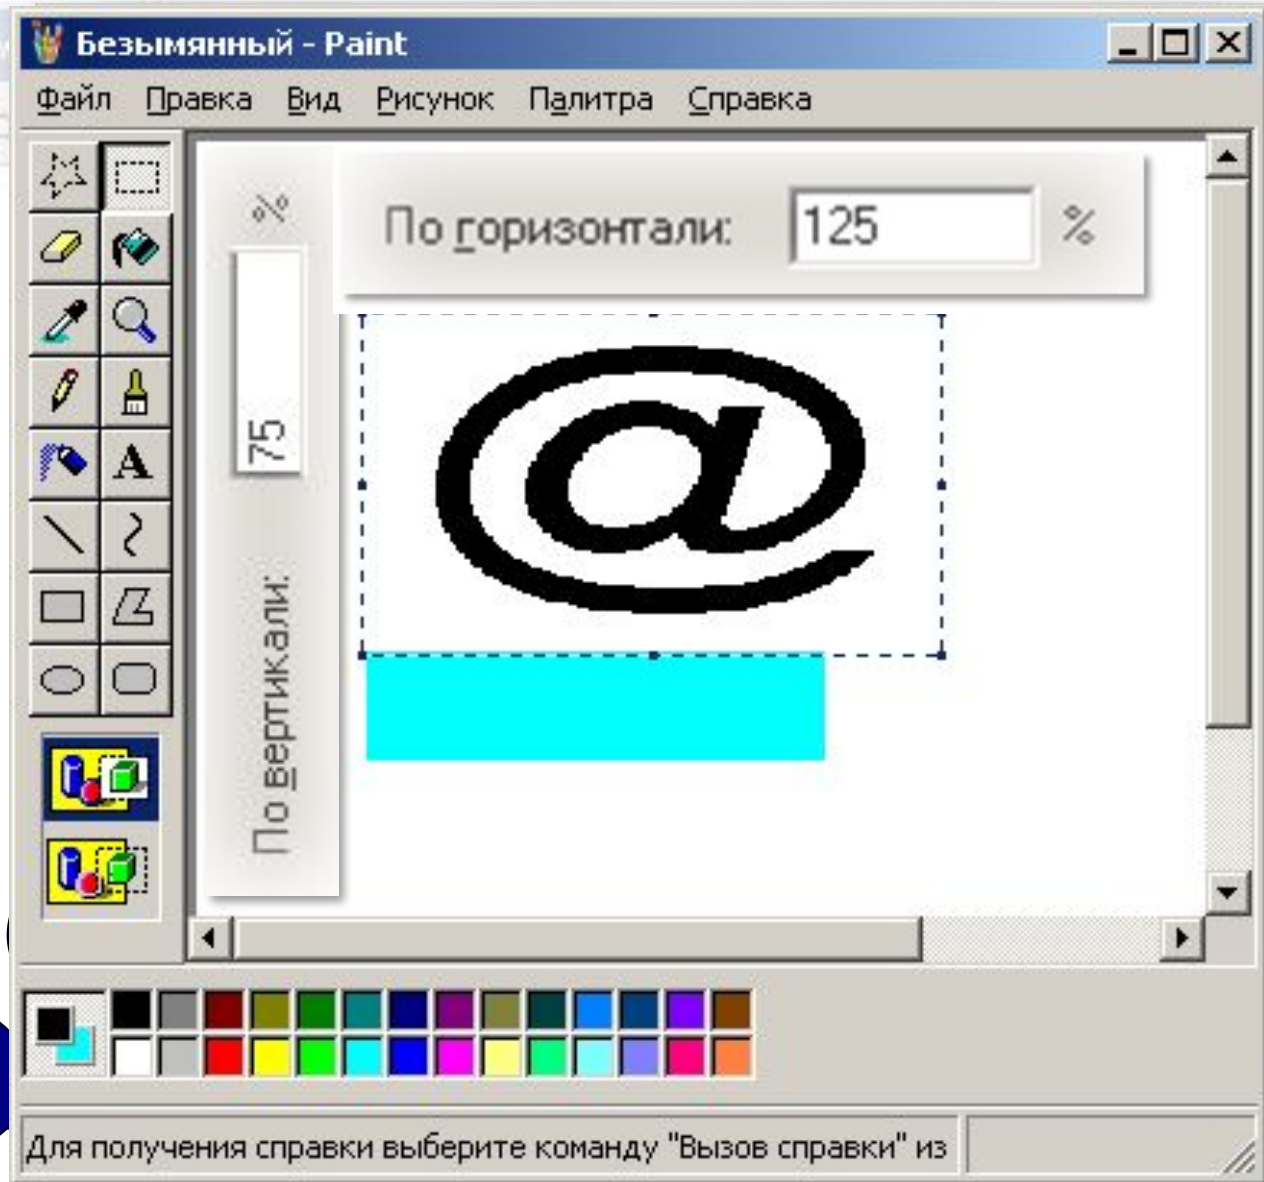 Безымянный - Paint
Файл Правка Вид Рисунок Палитра Справка
По горизонтали: 125 %
По вертикали: 75 %
@
A
Для получения справки выберите команду "Вызов справки" из